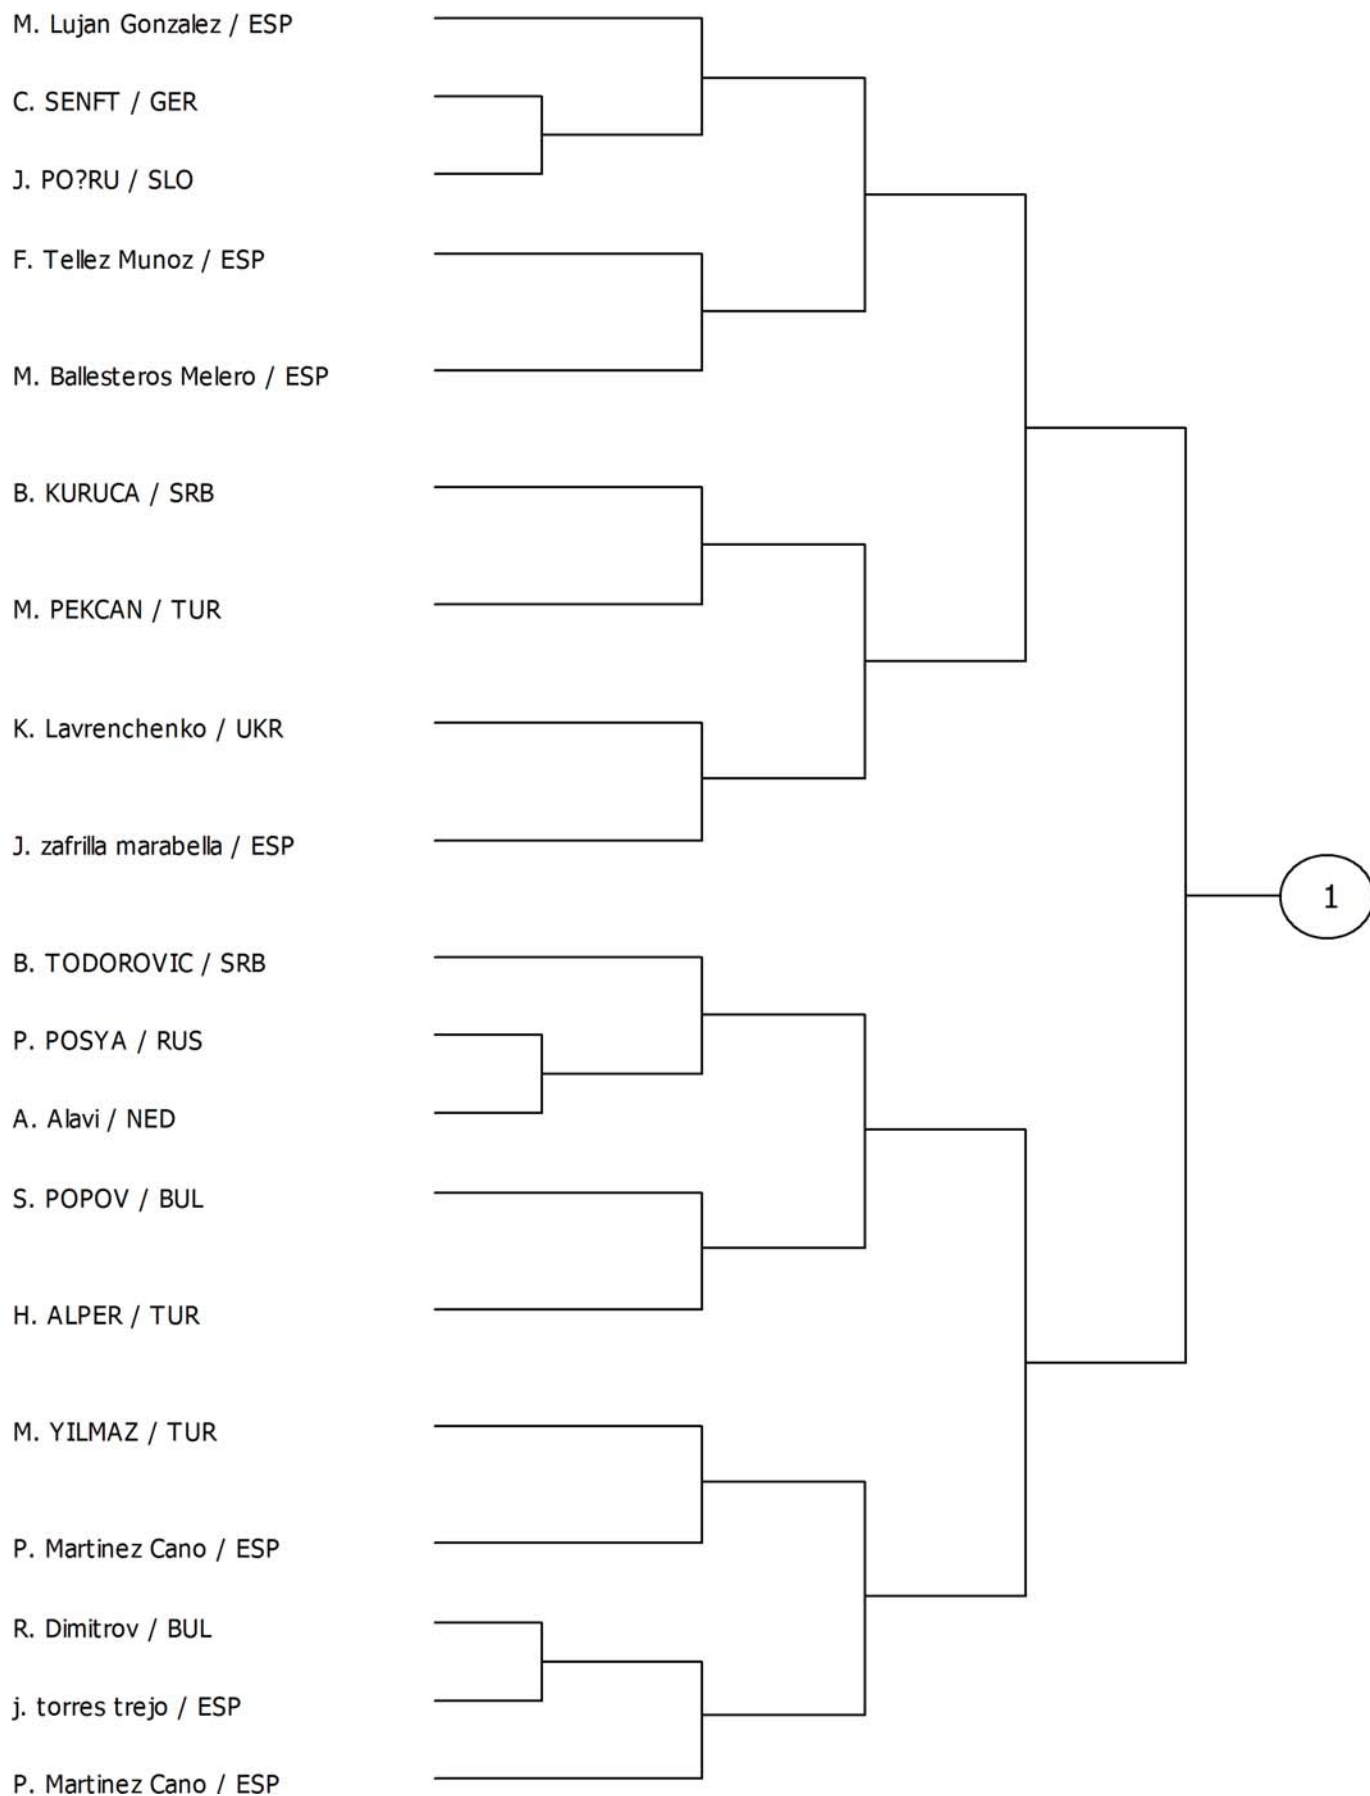 M. Lujan Gonzalez / ESP
C. SENFT / GER
J. PO?RU / SLO
F. Tellez Munoz / ESP
M. Ballesteros Melero / ESP
B. KURUCA / SRB
M. PEKCAN / TUR
K. Lavrenchenko / UKR
J. zafrilla marabella / ESP
1
B. TODOROVIC / SRB
P. POSYA / RUS
A. Alavi / NED
S. POPOV / BUL
H. ALPER / TUR
M. YILMAZ / TUR
P. Martinez Cano / ESP
R. Dimitrov / BUL
j. torres trejo / ESP
P. Martinez Cano / ESP